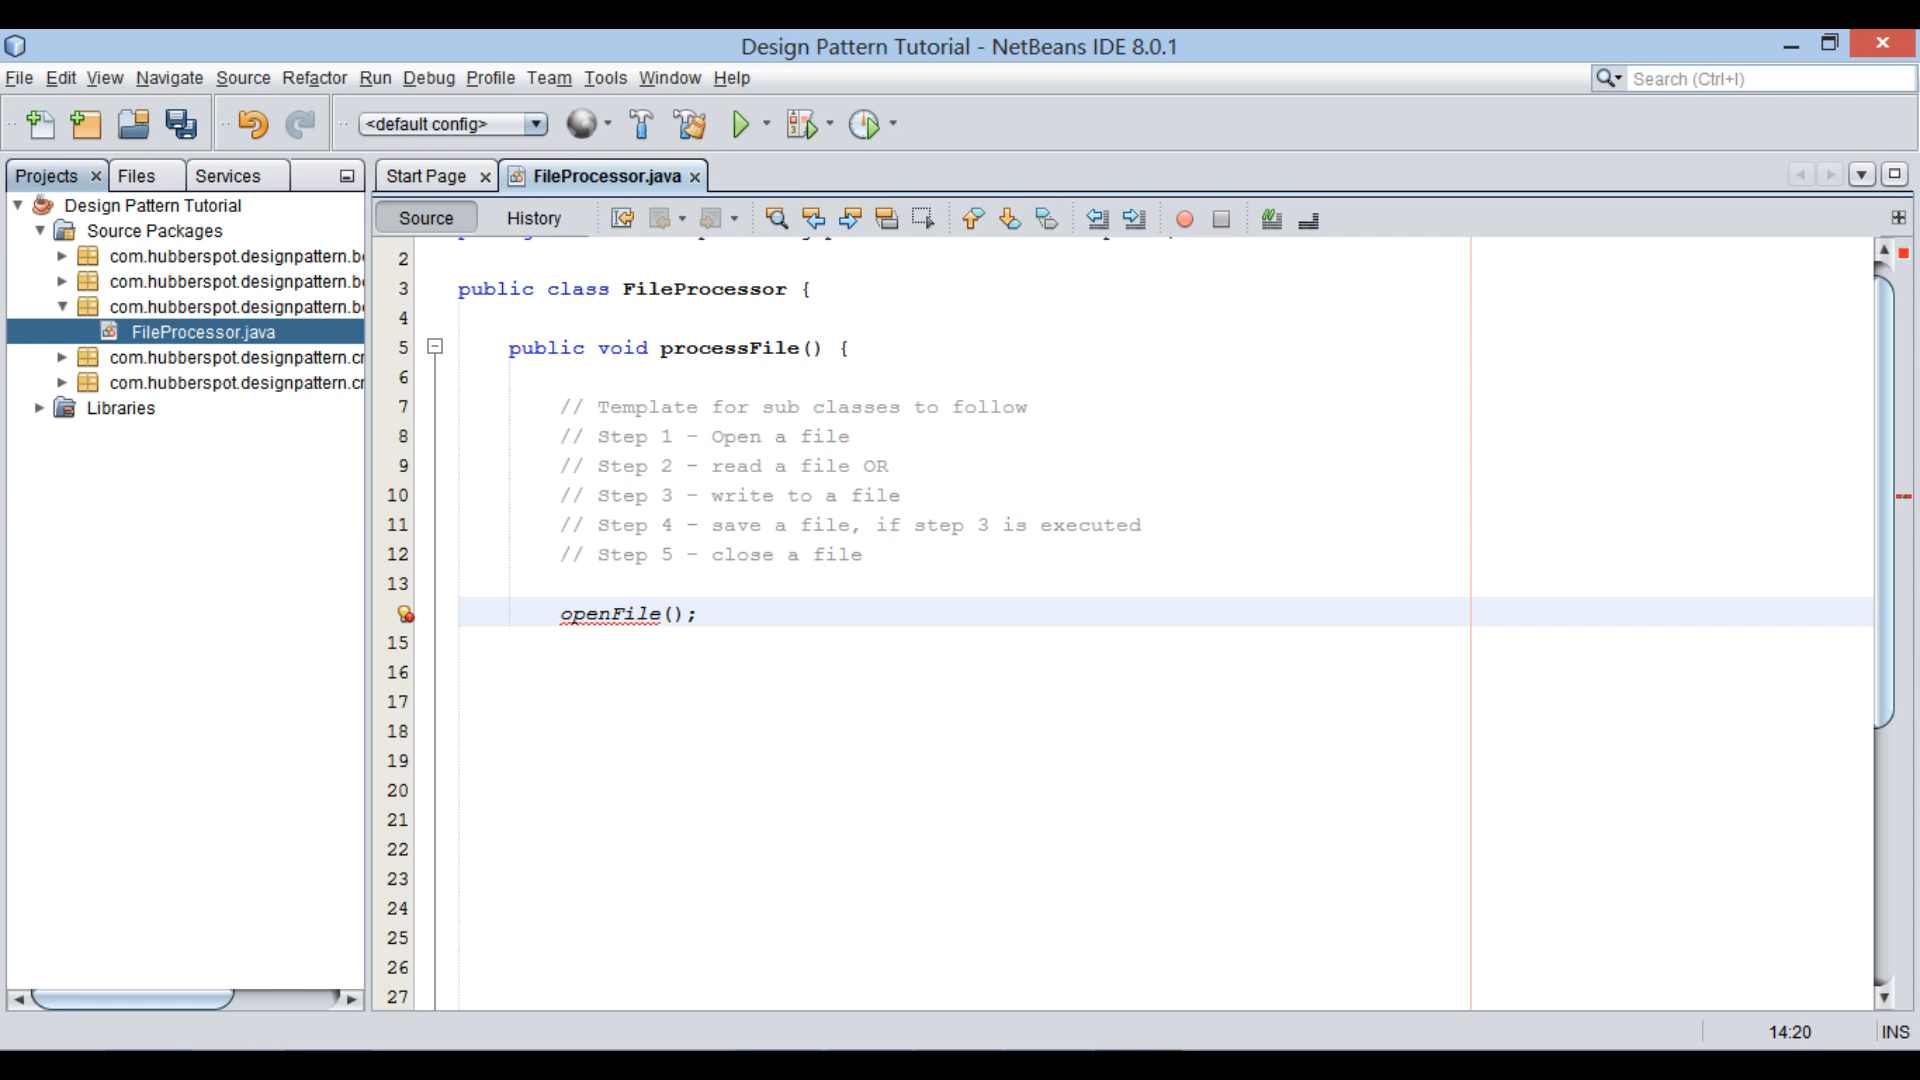 Design Pattern Tutorial - NetBeans IDE 8.0.1
File Edit View Navigate Source Refactor Run Debug Profile Team Tools Window Help
Search (Ctrl+I)
<default config>
Projects
Files
Services
Start Page
FileProcessor.java
Design Pattern Tutorial
Source Packages
com.hubberspot.designpattern.be
com.hubberspot.designpattern.be
com.hubberspot.designpattern.be
FileProcessor.java
com.hubberspot.designpattern.cr
com.hubberspot.designpattern.cr
Libraries
Source
History
2
3 public class FileProcessor {
4
5 public void processFile() {
6
7 // Template for sub classes to follow
8 // Step 1 - Open a file
9 // Step 2 - read a file OR
10 // Step 3 - write to a file
11 // Step 4 - save a file, if step 3 is executed
12 // Step 5 - close a file
13
openFile();
15
16
17
18
19
20
21
22
23
24
25
26
27
14:20
INS